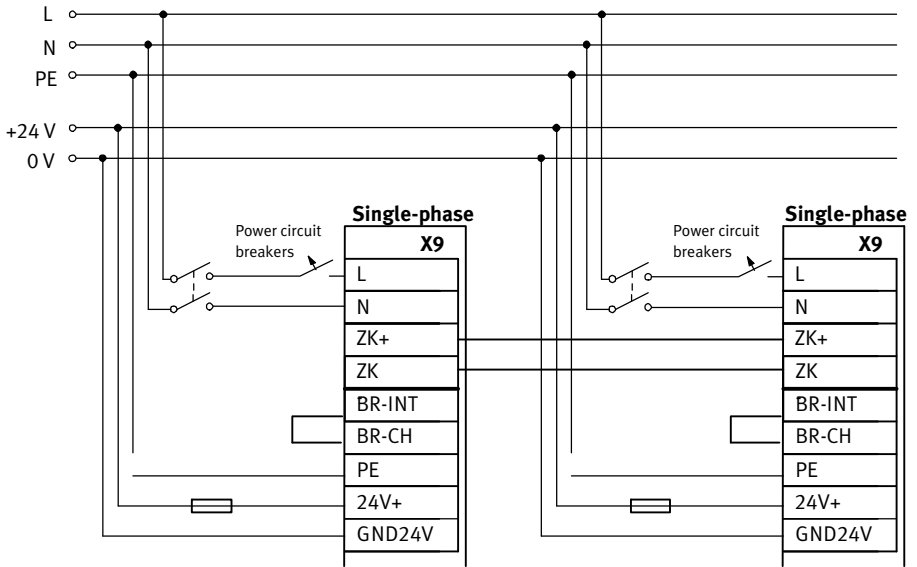 L
N
PE
+24 V
0 V
Single-phase
X9
Power circuit
breakers
L
N
ZK+
ZK
BR-INT
BR-CH
PE
24V+
GND24V
Single-phase
X9
Power circuit
breakers
L
N
ZK+
ZK
BR-INT
BR-CH
PE
24V+
GND24V